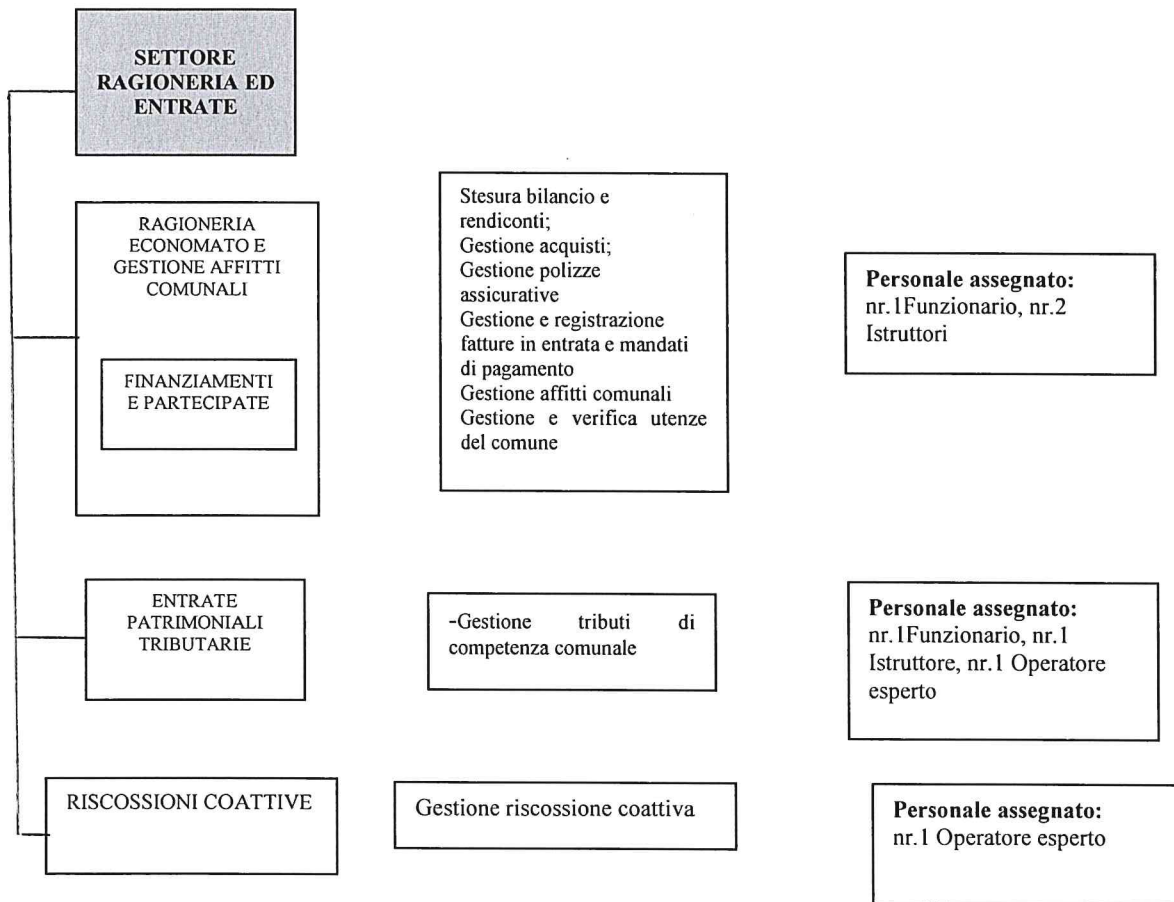 SETTORE
RAGIONERIA ED
ENTRATE
RAGIONERIA
ECONOMATO E
GESTIONE AFFITTI
COMUNALI
FINANZIAMENTI
E PARTECIPATE
Stesura bilancio e
rendiconti;
Gestione acquisti;
Gestione polizze
assicurative
Gestione e registrazione
fatture in entrata e mandati
di pagamento
Gestione affitti comunali
Gestione e verifica utenze
del comune
Personale assegnato:
nr.1Funzionario, nr.2
Istruttori
ENTRATE
PATRIMONIALI
TRIBUTARIE
-Gestione tributi di
competenza comunale
Personale assegnato:
nr.1Funzionario, nr.1
Istruttore, nr.1 Operatore
esperto
RISCOSSIONI COATTIVE
Gestione riscossione coattiva
Personale assegnato:
nr.1 Operatore esperto